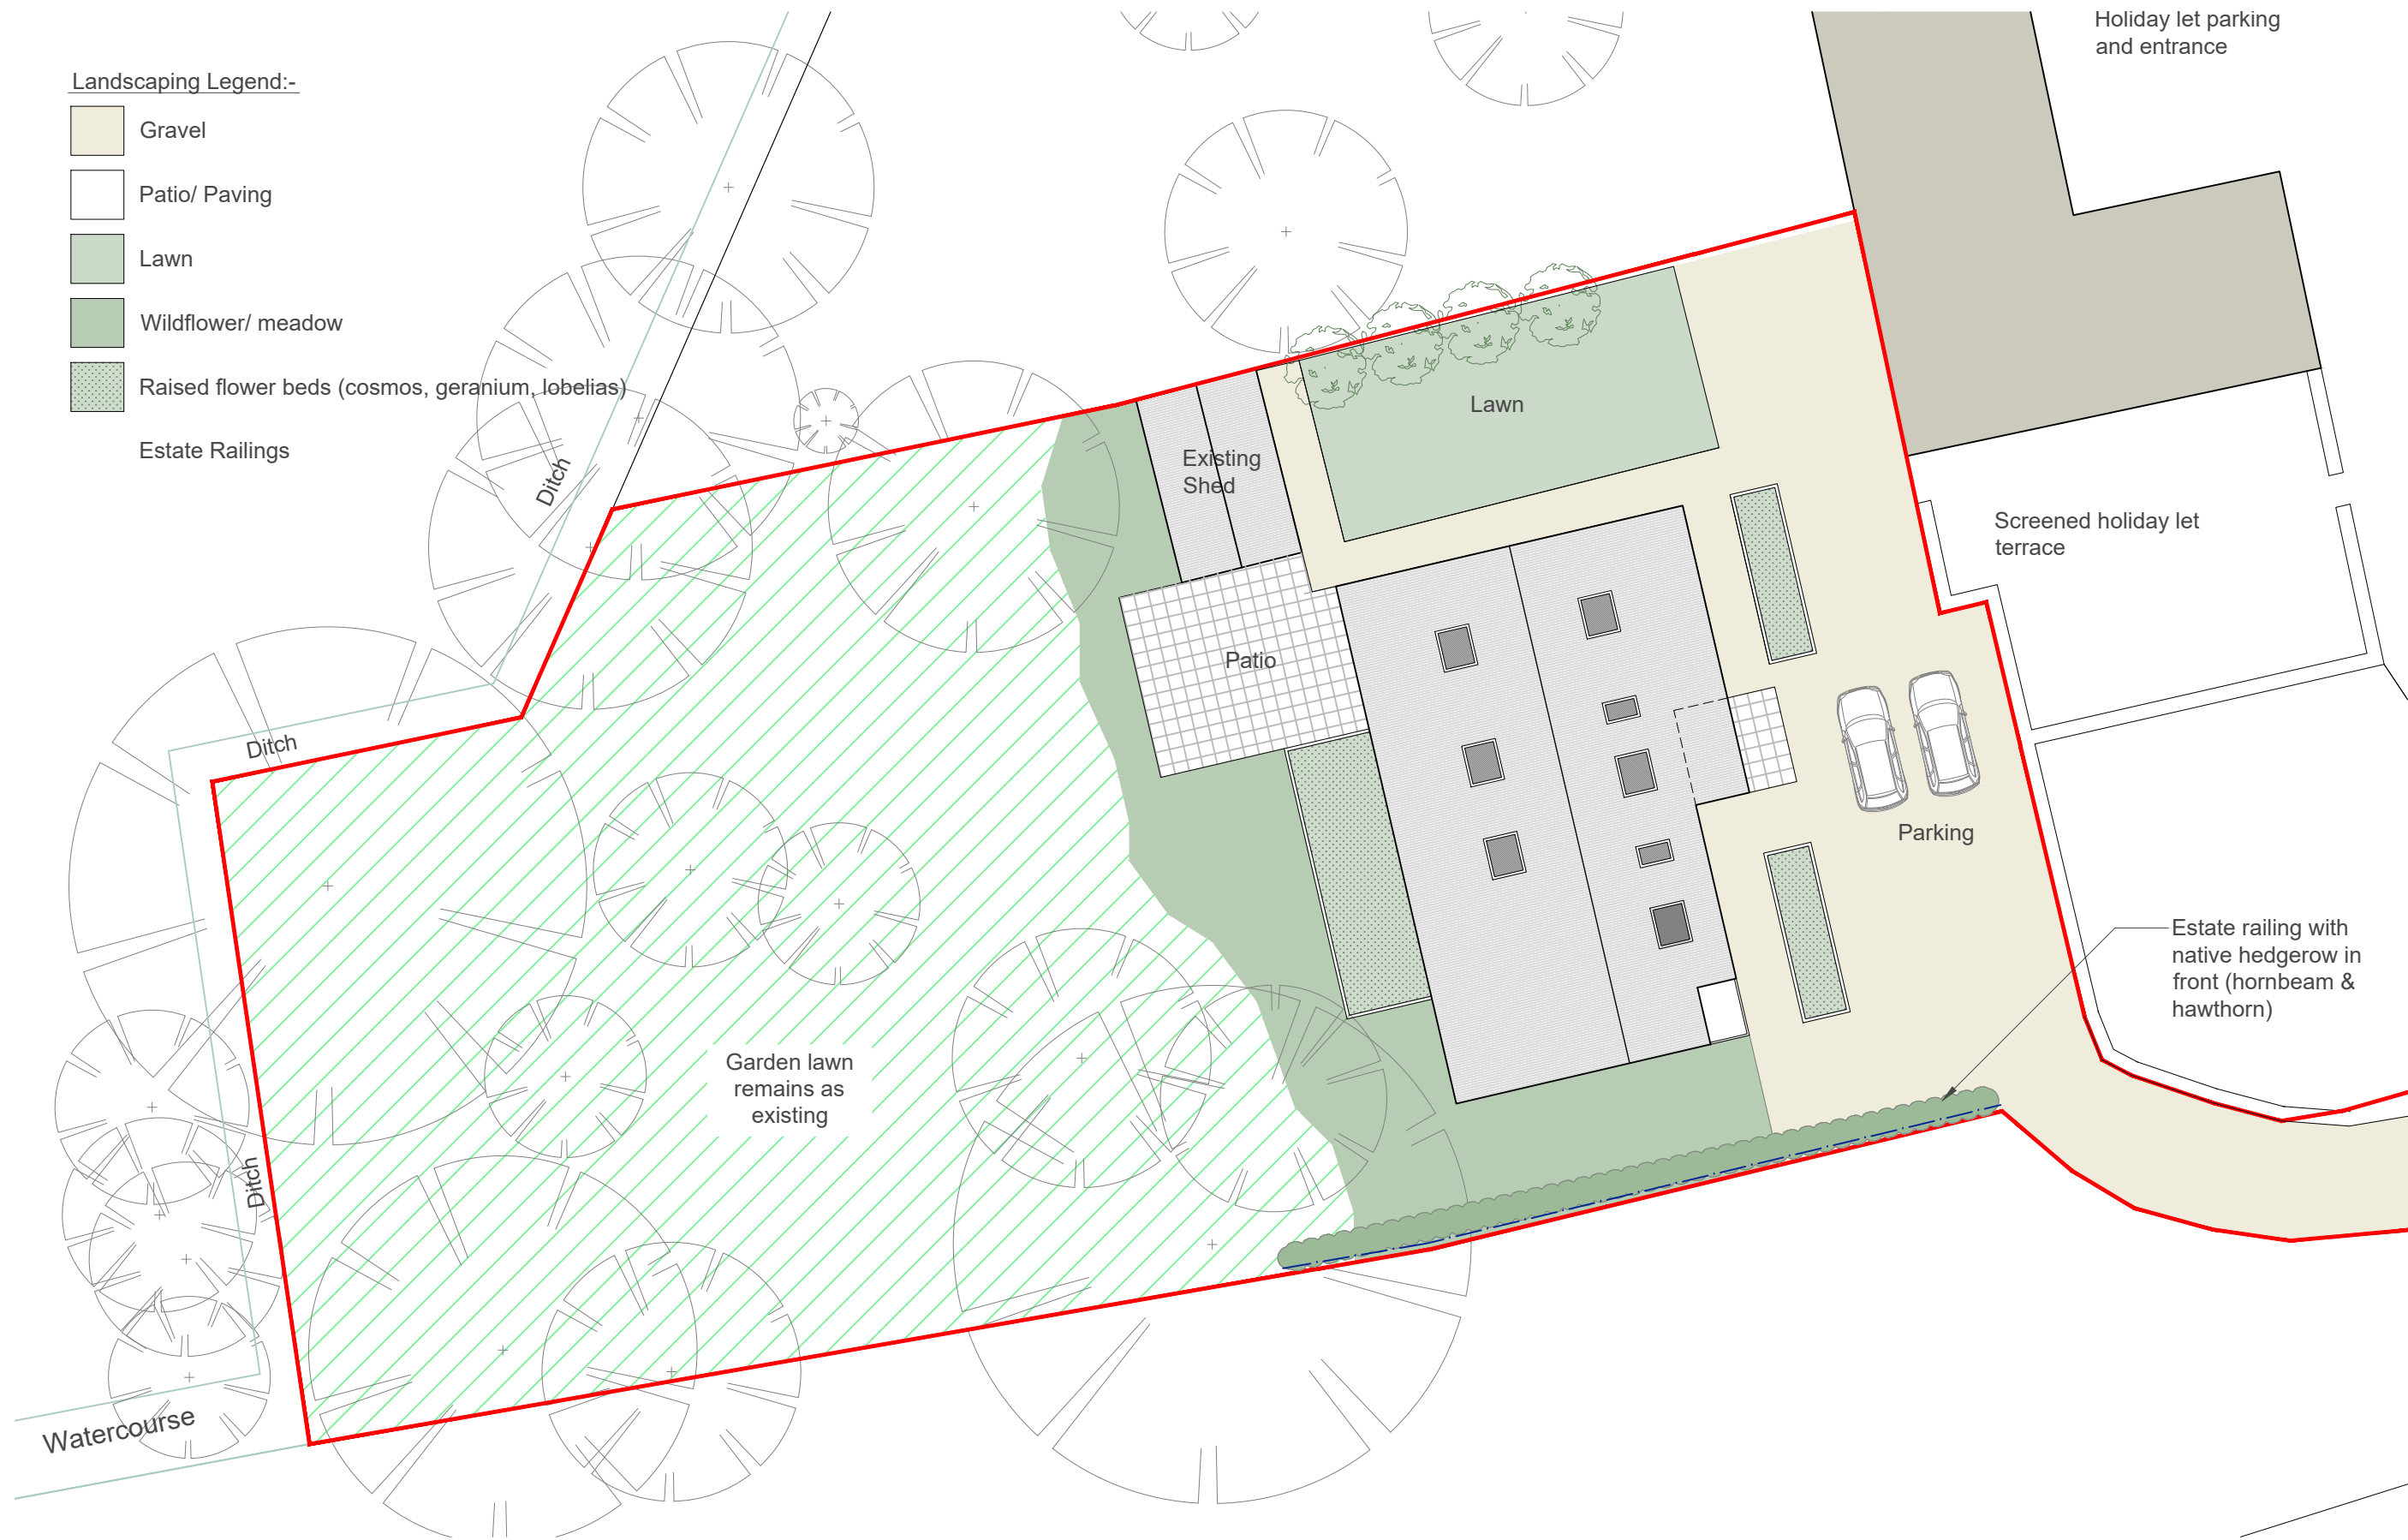 Landscaping Legend:-
Gravel
Patio/ Paving
Lawn
Wildflower/ meadow
Raised flower beds (cosmos, geranium, lobelias)
Estate Railings
Holiday let parking
and entrance
Ditch
Existing
Shed
Lawn
Screened holiday let
terrace
Patio
Ditch
Parking
Estate railing with
native hedgerow in
front (hornbeam &
hawthorn)
Garden lawn
remains as
existing
Ditch
Watercourse